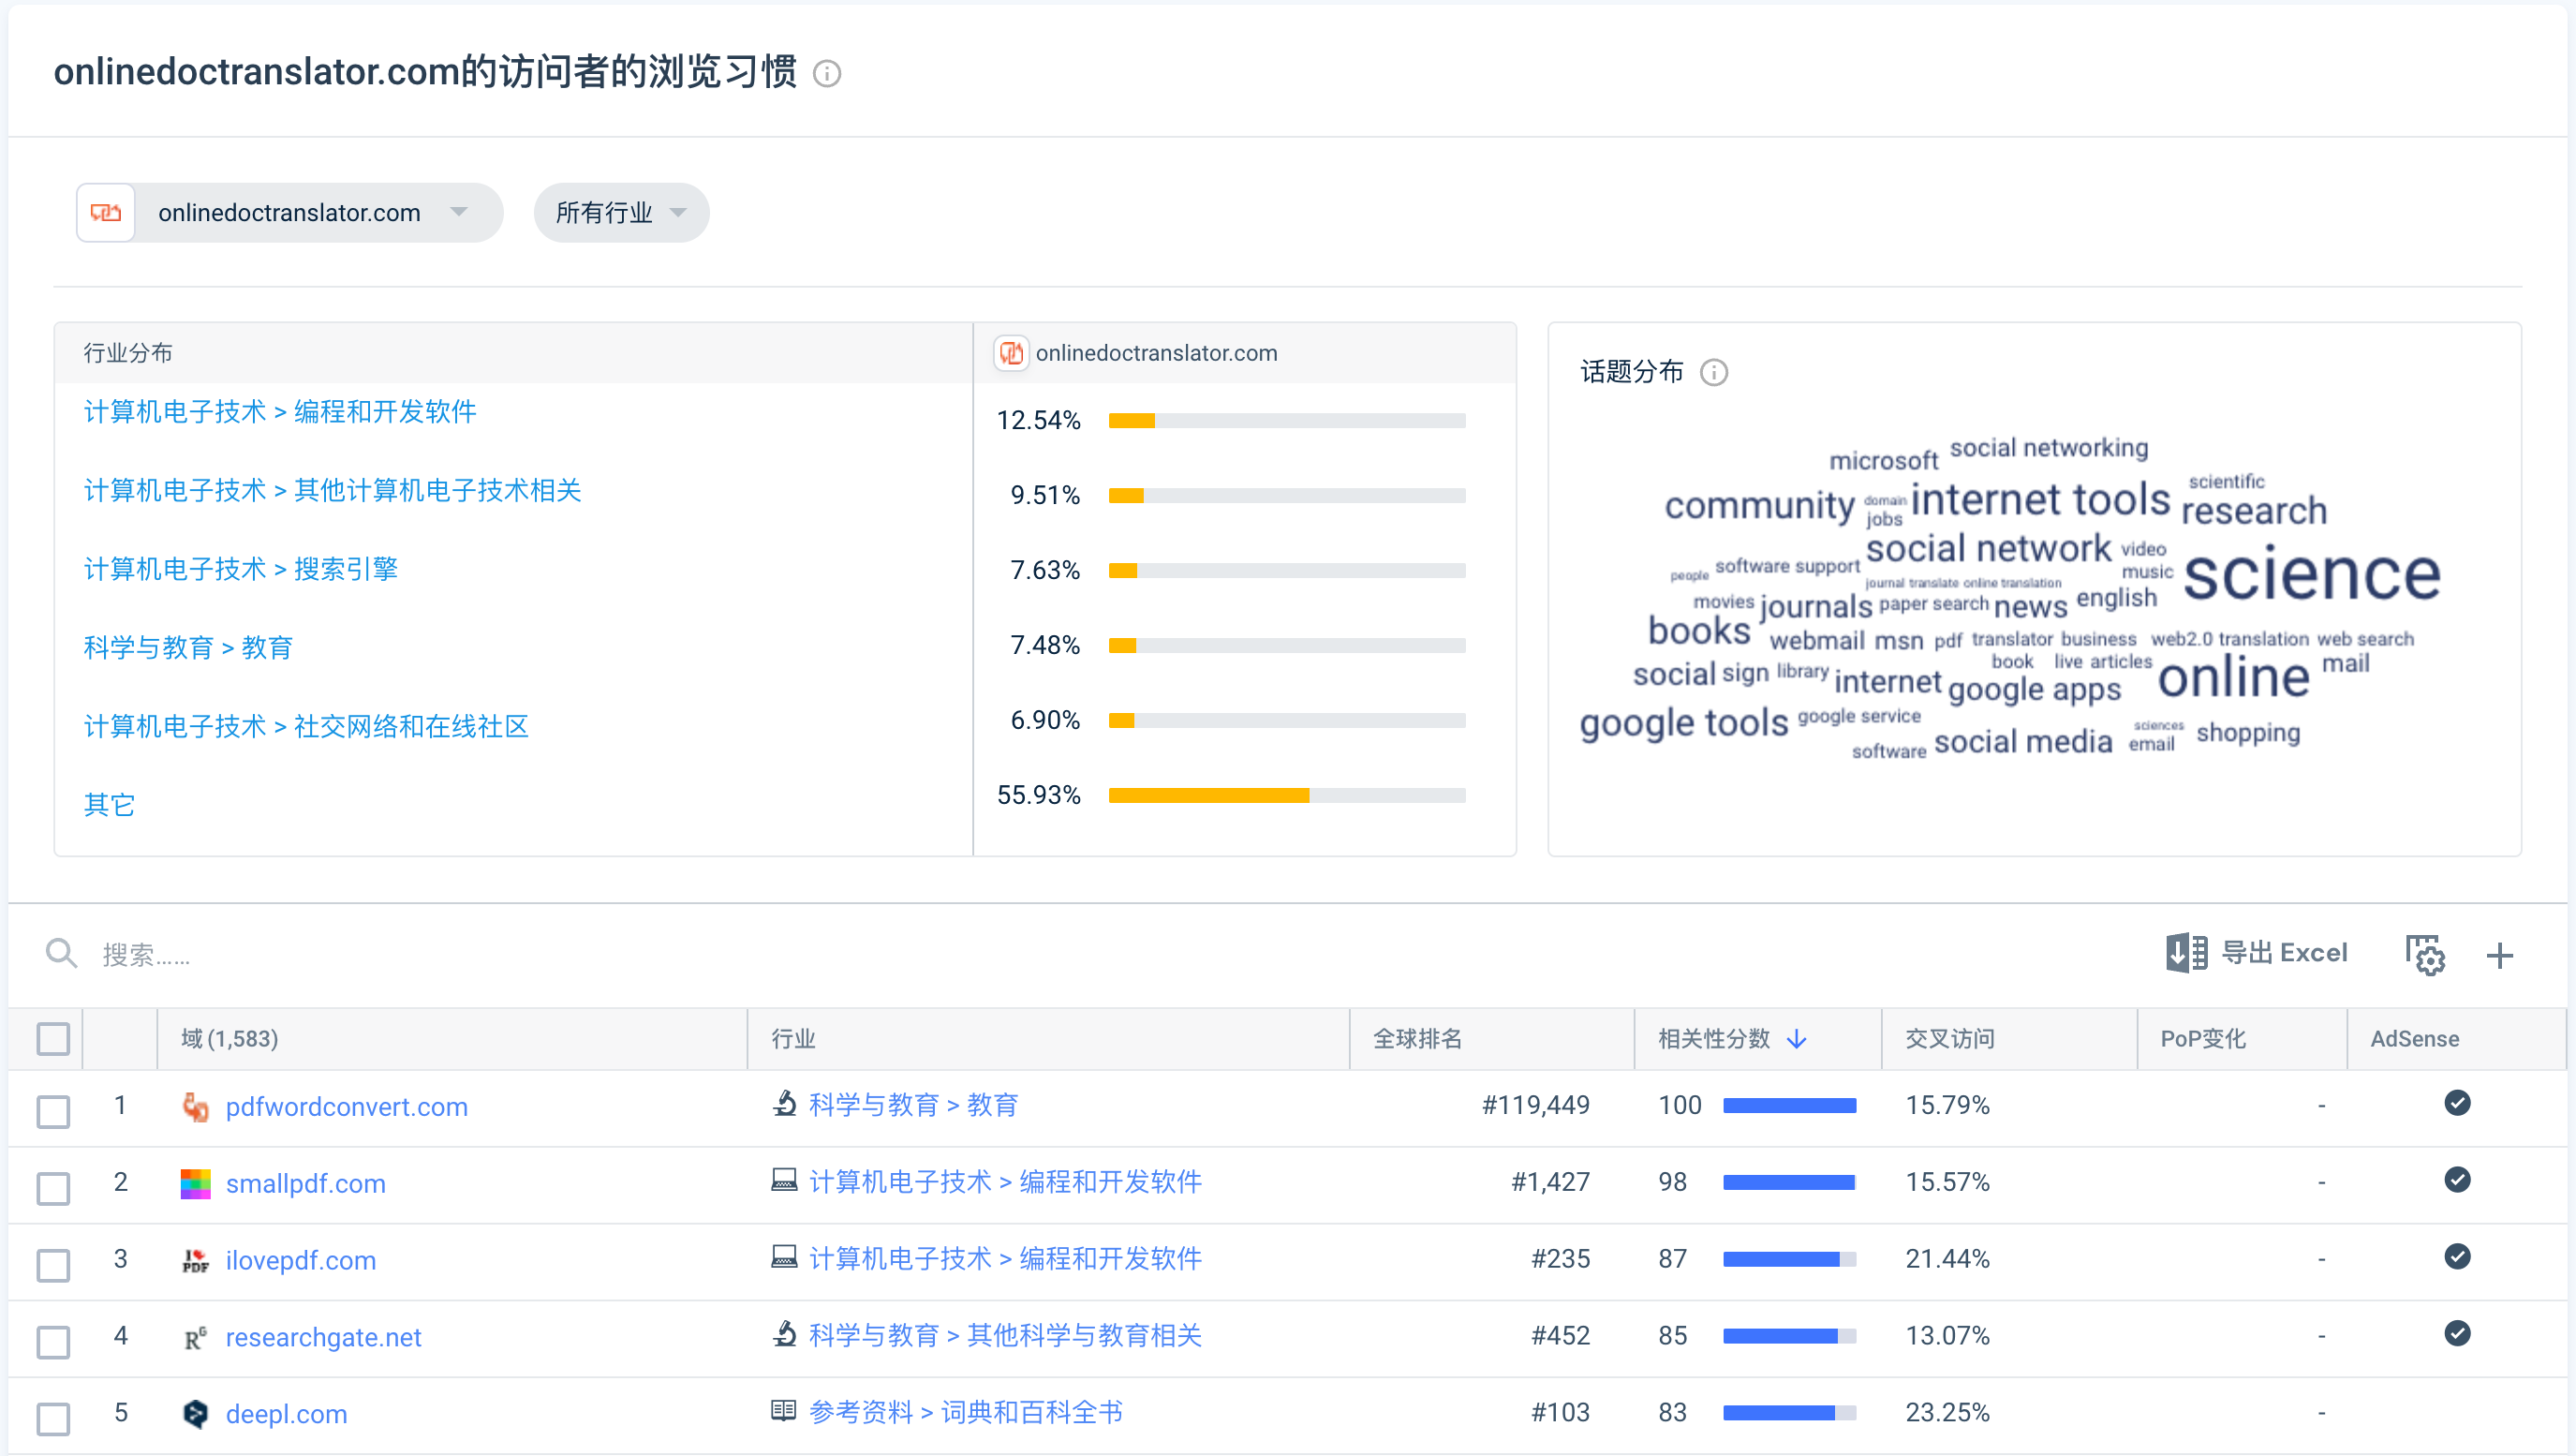 onlinedoctranslator.com的访问者的浏览习惯
onlinedoctranslator.com
所有行业
行业分布
onlinedoctranslator.com
计算机电子技术 > 编程和开发软件
12.54%
计算机电子技术 > 其他计算机电子技术相关
9.51%
计算机电子技术 > 搜索引擎
7.63%
科学与教育 > 教育
7.48%
计算机电子技术 > 社交网络和在线社区
6.90%
其它
55.93%
话题分布
microsoft social networking
community domain internet tools scientific
jobs research
social network video
people software support music science
journal translate online translation
movies journals paper search news english
books webmail msn pdf translator business web2.0 translation web search
book live articles online mail
social sign library internet google apps
google tools google service sciences shopping
software social media email
搜索......
导出 Excel
域 (1,583) 行业 全球排名 相关性分数 交叉访问 PoP变化 AdSense
1 pdfwordconvert.com 科学与教育 > 教育 #119,449 100 15.79% -
2 smallpdf.com 计算机电子技术 > 编程和开发软件 #1,427 98 15.57% -
3 I PDF ilovepdf.com 计算机电子技术 > 编程和开发软件 #235 87 21.44% -
4 RG researchgate.net 科学与教育 > 其他科学与教育相关 #452 85 13.07% -
5 deepl.com 参考资料 > 词典和百科全书 #103 83 23.25% -